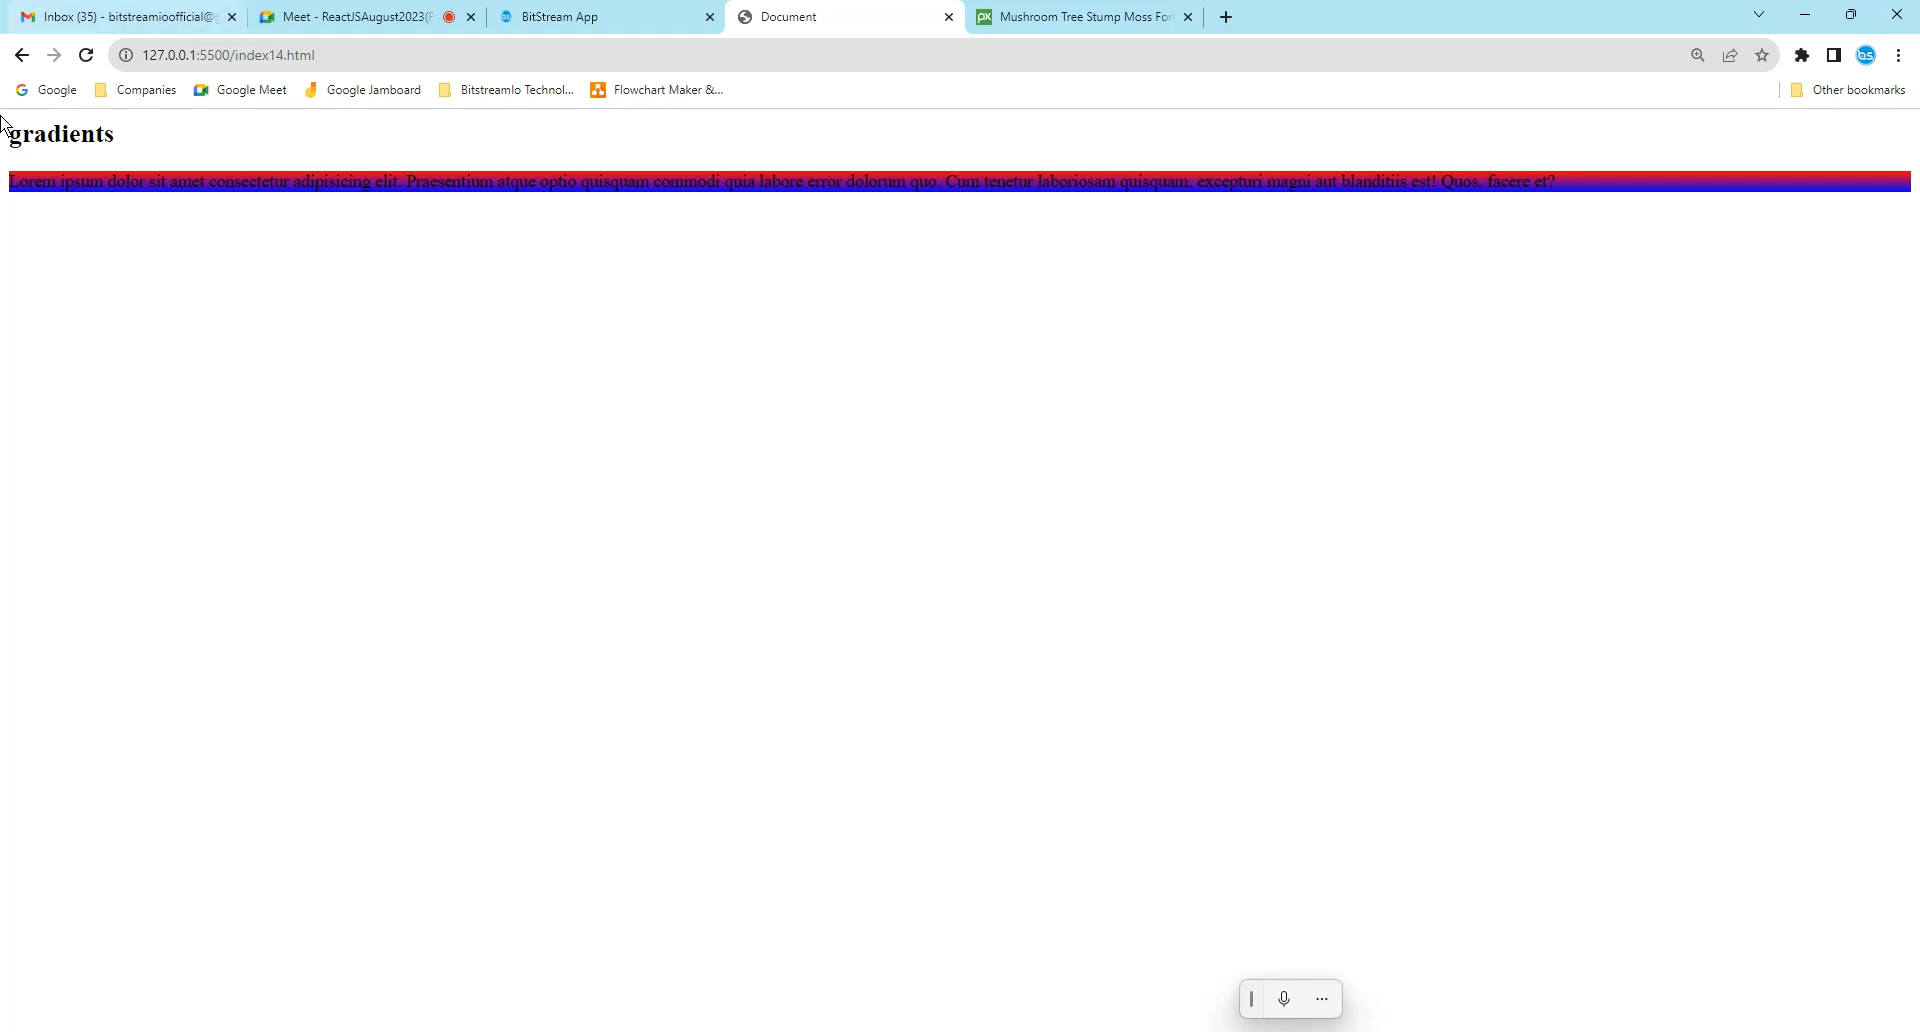 Inbox (35) - bitstreamioofficial@g
Meet - ReactJSAugust2023(F
BitStream App
Document
Mushroom Tree Stump Moss For
127.0.0.1:5500/index14.html
Google
Companies
Google Meet
Google Jamboard
BitstreamIo Technol...
Flowchart Maker &...
Other bookmarks
gradients
Lorem ipsum dolor sit amet consectetur adipisicing elit. Praesentium atque optio quisquam commodi quia labore error dolorum quo. Cum tenetur laboriosam quisquam, excepturi magni aut blanditiis est! Quos, facere et?